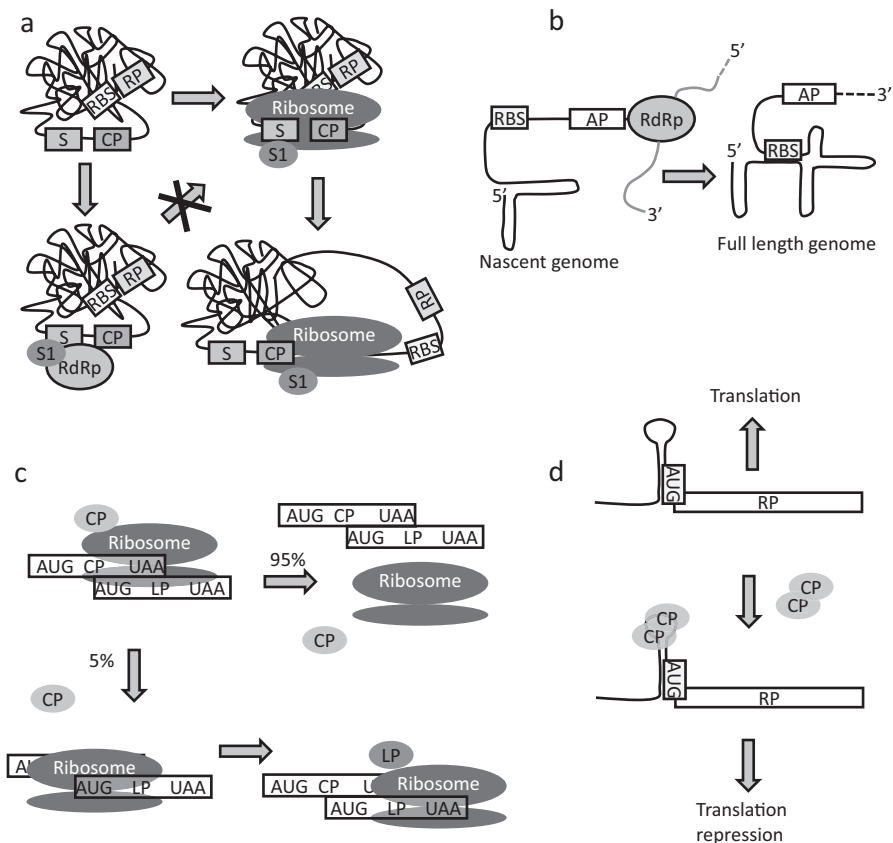 a
RBS RP
S CP
RBS RP
Ribosome
S CP
S1
RBS RP
S CP
S1
RdRp
Ribosome
RP
RBS
S CP
S1
b
5’
RBS AP RdRp
5’
3’
Nascent genome
AP 3’
5’ RBS
Full length genome
c
CP
Ribosome
AUG CP UAA
AUG LP UAA
95%
AUG CP UAA
AUG LP UAA
Ribosome
CP
5%
CP
Ribosome
AUG LP UAA
LP
Ribosome
AUG CP
AUG LP UAA
d
Translation
AUG
RP
CP
CP
CP
CP
AUG
RP
Translation
repression